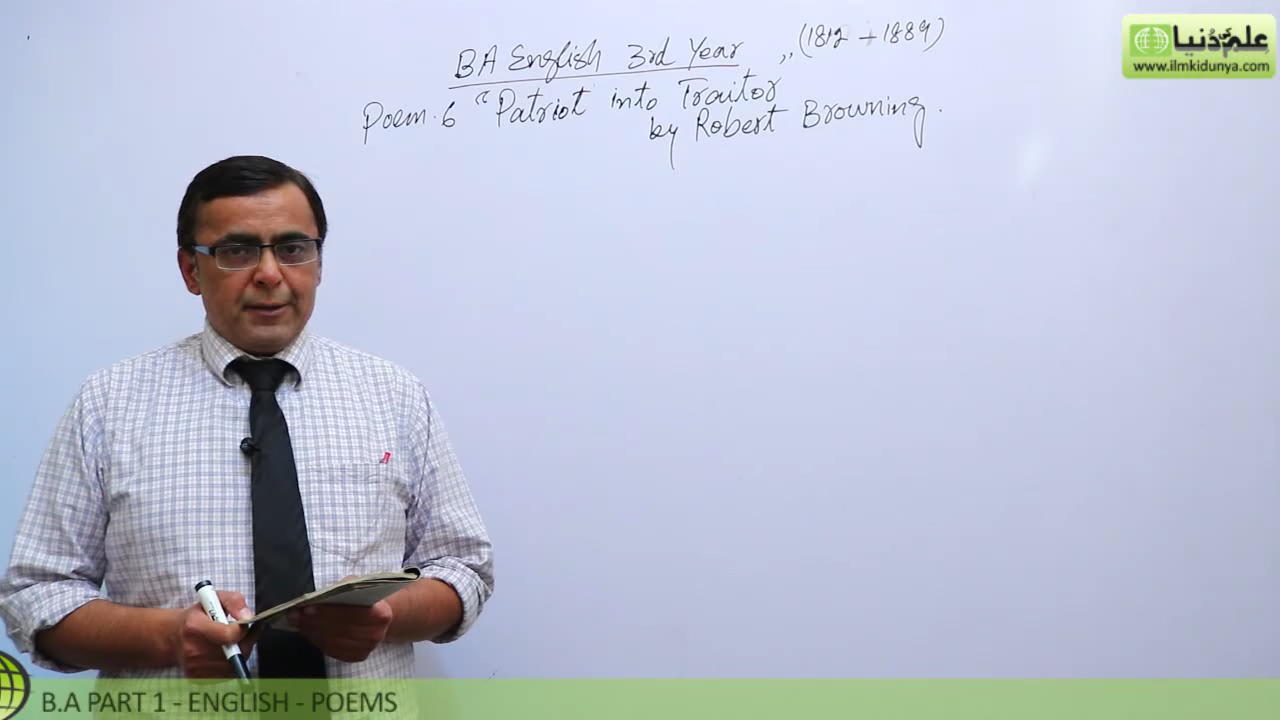 BA English 3rd Year ,, (1812 - 1889)
Poem. 6 "Patriot into Traitor
by Robert Browning.
علم کی دنیا
www.ilmkidunya.com
B.A PART 1 - ENGLISH - POEMS